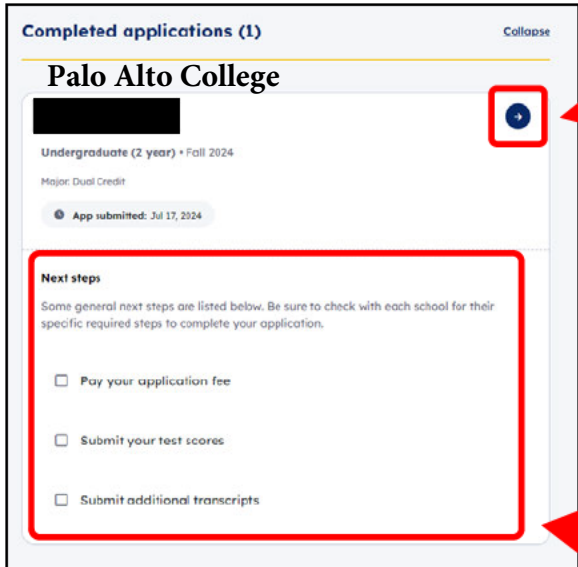 Completed applications (1)
Collapse
Palo Alto College
Undergraduate (2 year) • Fall 2024
Major: Dual Credit
App submitted: Jul 17, 2024
Next steps
Some general next steps are listed below. Be sure to check with each school for their
specific required steps to complete your application.
Pay your application fee
Submit your test scores
Submit additional transcripts